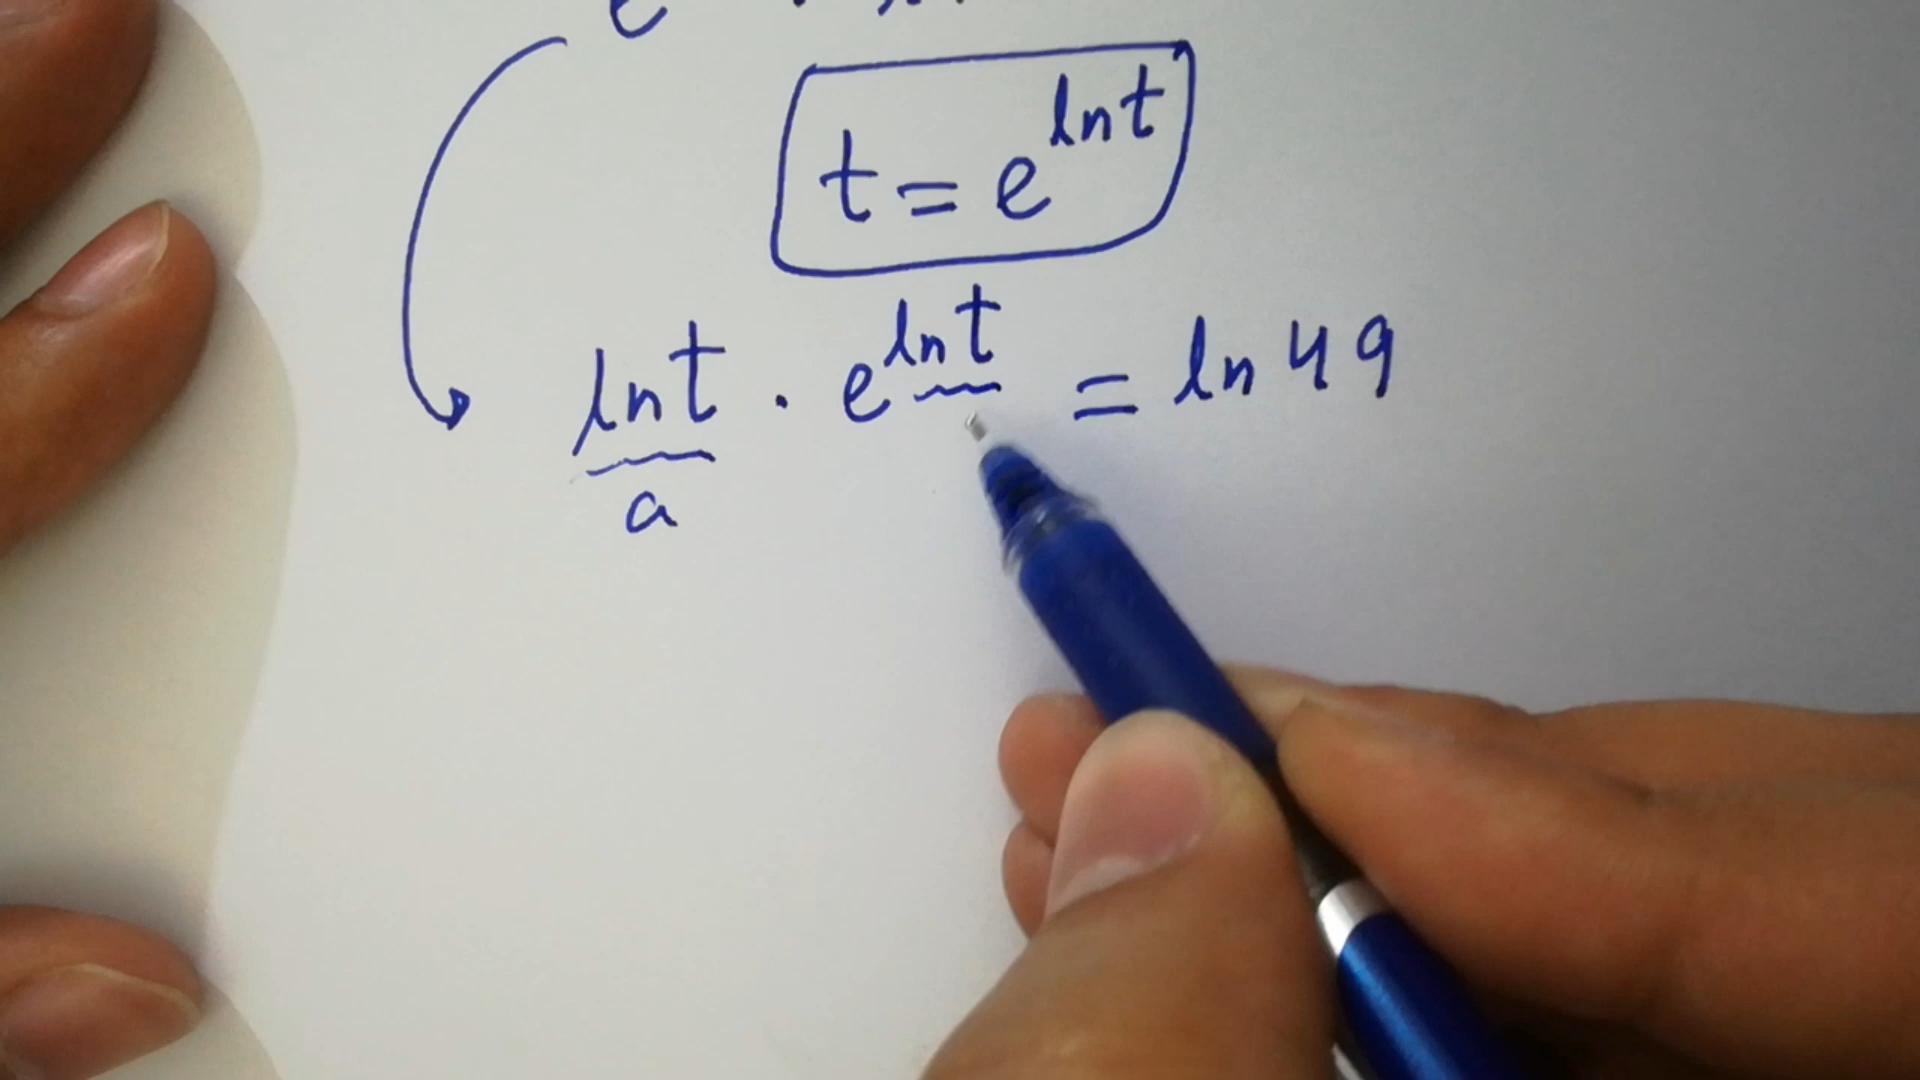 t = e^{ln t}
ln t · e^{ln t} = ln 49
a